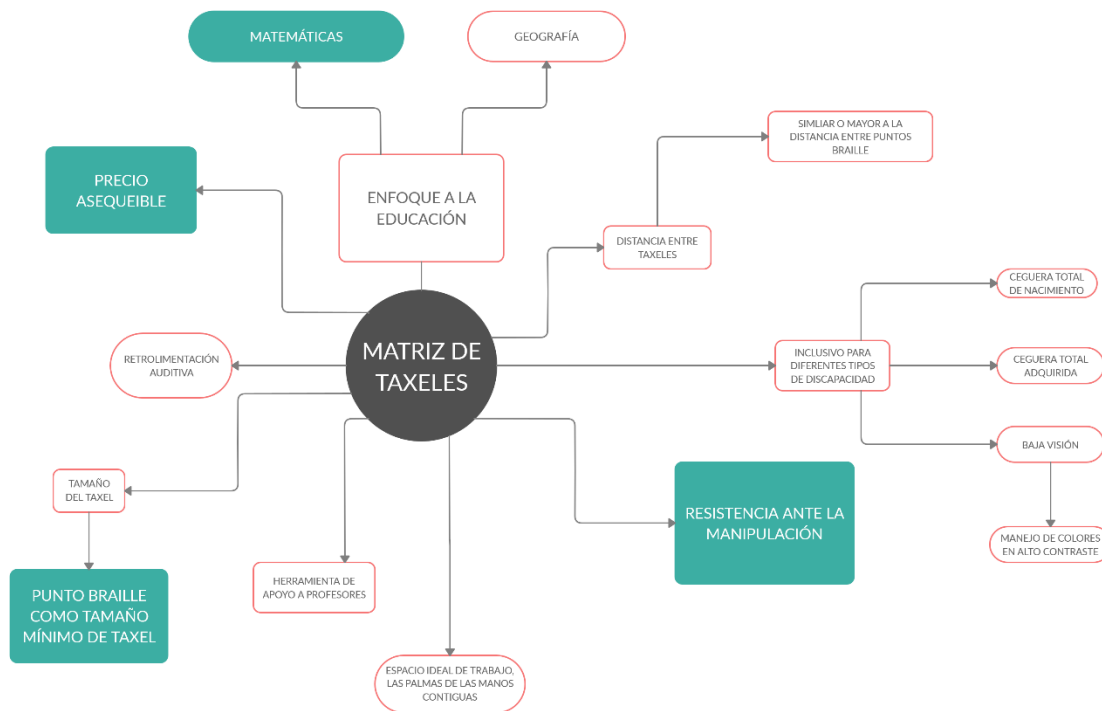 MATEMÁTICAS
GEOGRAFÍA
SIMLIAR O MAYOR A LA
DISTANCIA ENTRE PUNTOS
BRAILLE
PRECIO
ASEQUEIBLE
ENFOQUE A LA
EDUCACIÓN
DISTANCIA ENTRE
TAXELES
CEGUERA TOTAL
DE NACIMIENTO
MATRIZ DE
TAXELES
RETROLIMENTACIÓN
AUDITIVA
INCLUSIVO PARA
DIFERENTES TIPOS
DE DISCAPACIDAD
CEGUERA TOTAL
ADQUIRIDA
BAJA VISIÓN
TAMAÑO
DEL TAXEL
RESISTENCIA ANTE LA
MANIPULACIÓN
MANEJO DE COLORES
EN ALTO CONTRASTE
PUNTO BRAILLE
COMO TAMAÑO
MÍNIMO DE TAXEL
HERRAMIENTA DE
APOYO A PROFESORES
ESPACIO IDEAL DE TRABAJO,
LAS PALMAS DE LAS MANOS
CONTIGUAS